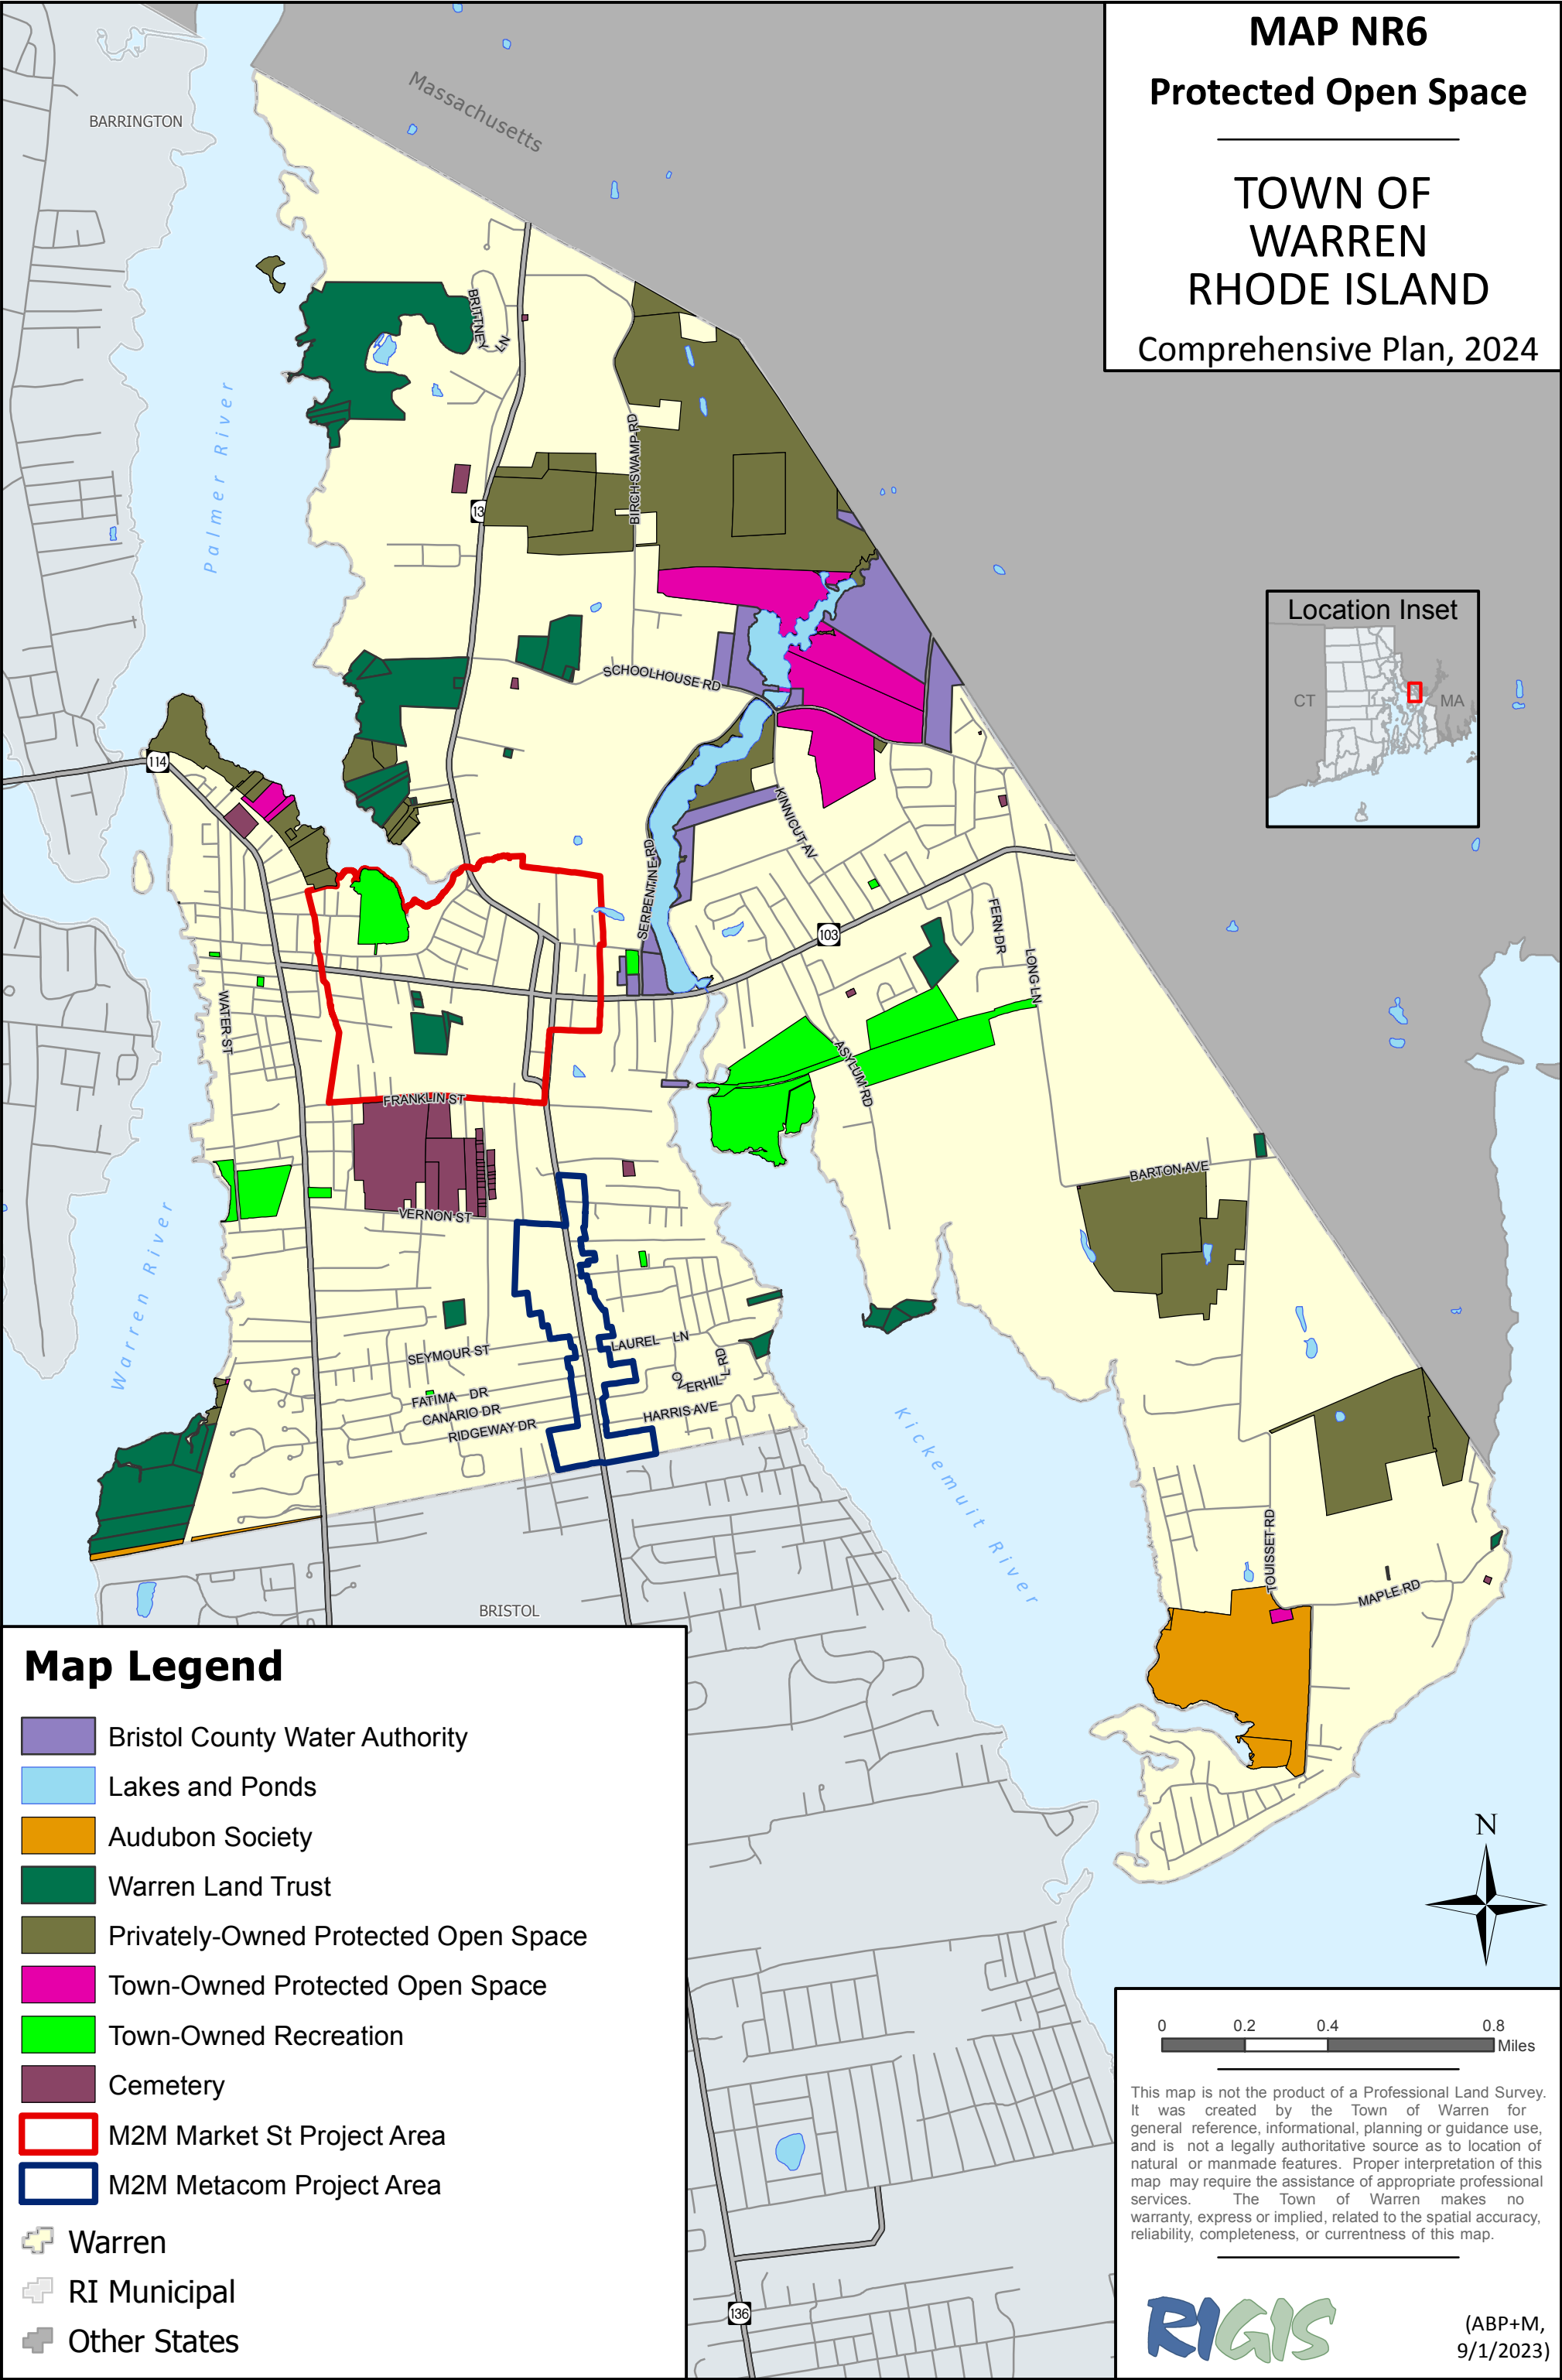 MAP NR6
Protected Open Space
TOWN OF
WARREN
RHODE ISLAND
Comprehensive Plan, 2024
BARRINGTON
Massachusetts
Palmer River
BRITTNEY LN
BIRCH SWAMP RD
13
SCHOOLHOUSE RD
Location Inset
CT
MA
114
KINNICUT AV
SERPENTINE RD
103
FERN DR
LONG LN
WATER ST
ASYLUM RD
FRANKLIN ST
VERNON ST
BARTON AVE
Warren River
LAUREL LN
SEYMOUR ST
OVERHILL RD
FATIMA DR
CANARIO DR
RIDGEWAY DR
HARRIS AVE
Kickemuit River
TOUISSET RD
MAPLE RD
BRISTOL
Map Legend
Bristol County Water Authority
Lakes and Ponds
Audubon Society
Warren Land Trust
Privately-Owned Protected Open Space
Town-Owned Protected Open Space
Town-Owned Recreation
Cemetery
M2M Market St Project Area
M2M Metacom Project Area
Warren
RI Municipal
Other States
136
N
0 0.2 0.4 0.8
Miles
This map is not the product of a Professional Land Survey.
It was created by the Town of Warren for
general reference, informational, planning or guidance use,
and is not a legally authoritative source as to location of
natural or manmade features. Proper interpretation of this
map may require the assistance of appropriate professional
services. The Town of Warren makes no
warranty, express or implied, related to the spatial accuracy,
reliability, completeness, or currentness of this map.
RIGIS
(ABP+M,
9/1/2023)